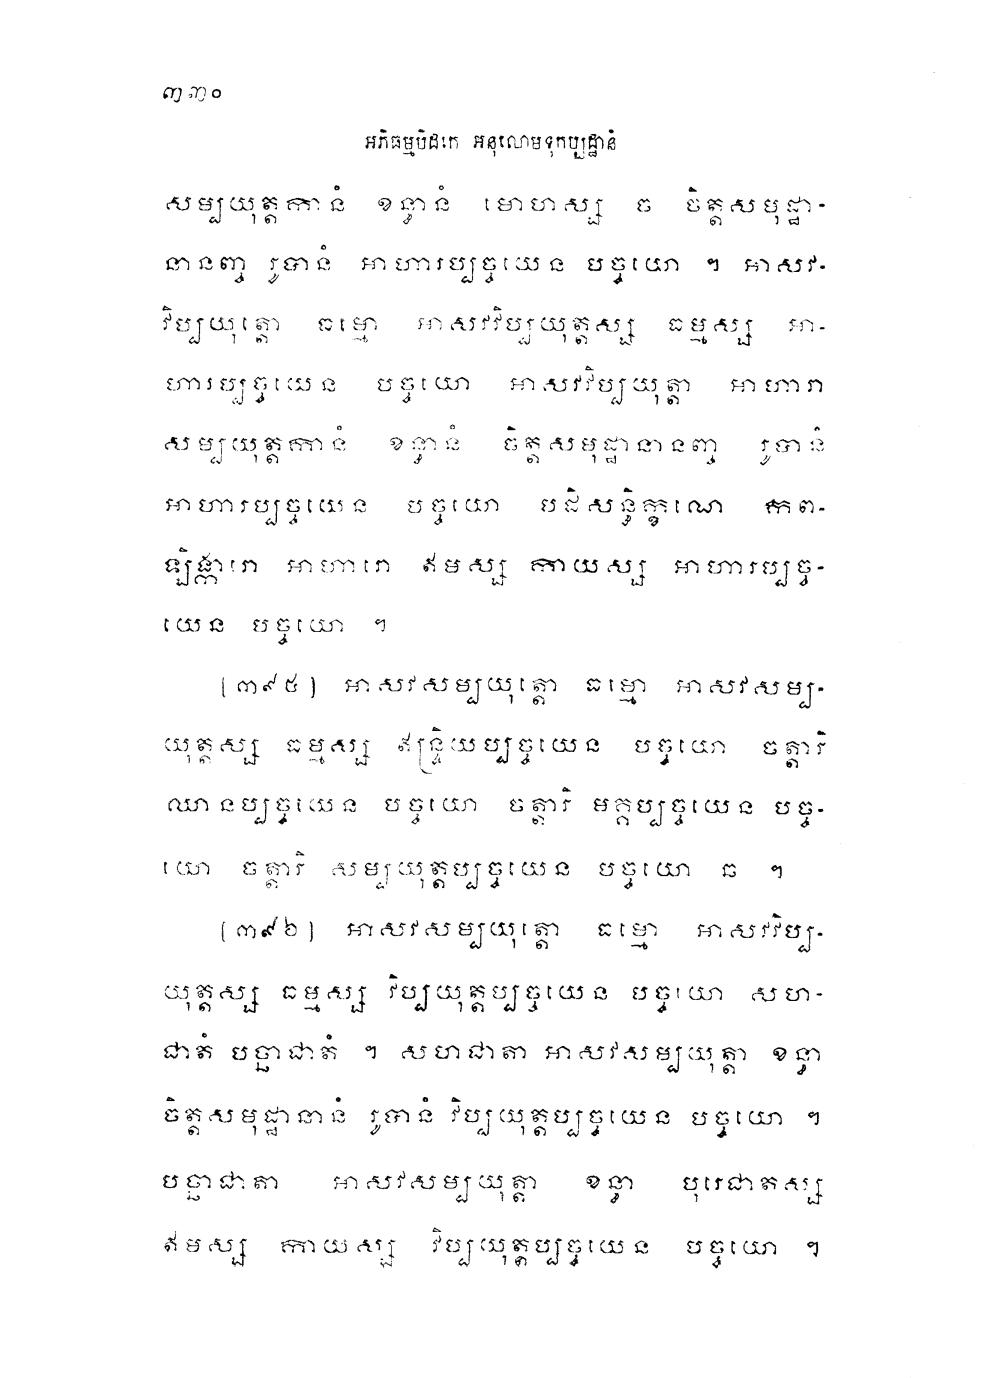 ៣៣០
អភិធម្មបិដកេ អនុលោមទុកប្បដ្ឋានំ
សម្បយុត្តកានំ ខន្ធានំ មោហស្ស ច ចិត្តសមុដ្ឋា-
នានញ្ច រូបានំ អាហារប្បច្ចយេន បច្ចយោ ។ អាសវ-
វិប្បយុត្តោ ធម្មោ អាសវវិប្បយុត្តស្ស ធម្មស្ស អា-
ហារប្បច្ចយេន បច្ចយោ អាសវវិប្បយុត្តា អាហារា
សម្បយុត្តកានំ ខន្ធានំ ចិត្តសមុដ្ឋានានញ្ច រូបានំ
អាហារប្បច្ចយេន បច្ចយោ បដិសន្ធិក្ខណេ កព-
ឡិង្ការោ អាហារោ ឥមស្ស កាយស្ស អាហារប្បច្ច-
យេន បច្ចយោ ។
[៣៩៥] អាសវសម្បយុត្តោ ធម្មោ អាសវសម្ប-
យុត្តស្ស ធម្មស្ស ឥន្ទ្រិយប្បច្ចយេន បច្ចយោ ចត្តារិ
ឈានប្បច្ចយេន បច្ចយោ ចត្តារិ មគ្គប្បច្ចយេន បច្ច-
យោ ចត្តារិ សម្បយុត្តប្បច្ចយេន បច្ចយោ ឆ ។
[៣៩៦] អាសវសម្បយុត្តោ ធម្មោ អាសវវិប្ប-
យុត្តស្ស ធម្មស្ស វិប្បយុត្តប្បច្ចយេន បច្ចយោ សហ-
ជាតំ បច្ឆាជាតំ ។ សហជាតា អាសវសម្បយុត្តា ខន្ធា
ចិត្តសមុដ្ឋានានំ រូបានំ វិប្បយុត្តប្បច្ចយេន បច្ចយោ ។
បច្ឆាជាតា អាសវសម្បយុត្តា ខន្ធា បុរេជាតស្ស
ឥមស្ស កាយស្ស វិប្បយុត្តប្បច្ចយេន បច្ចយោ ។